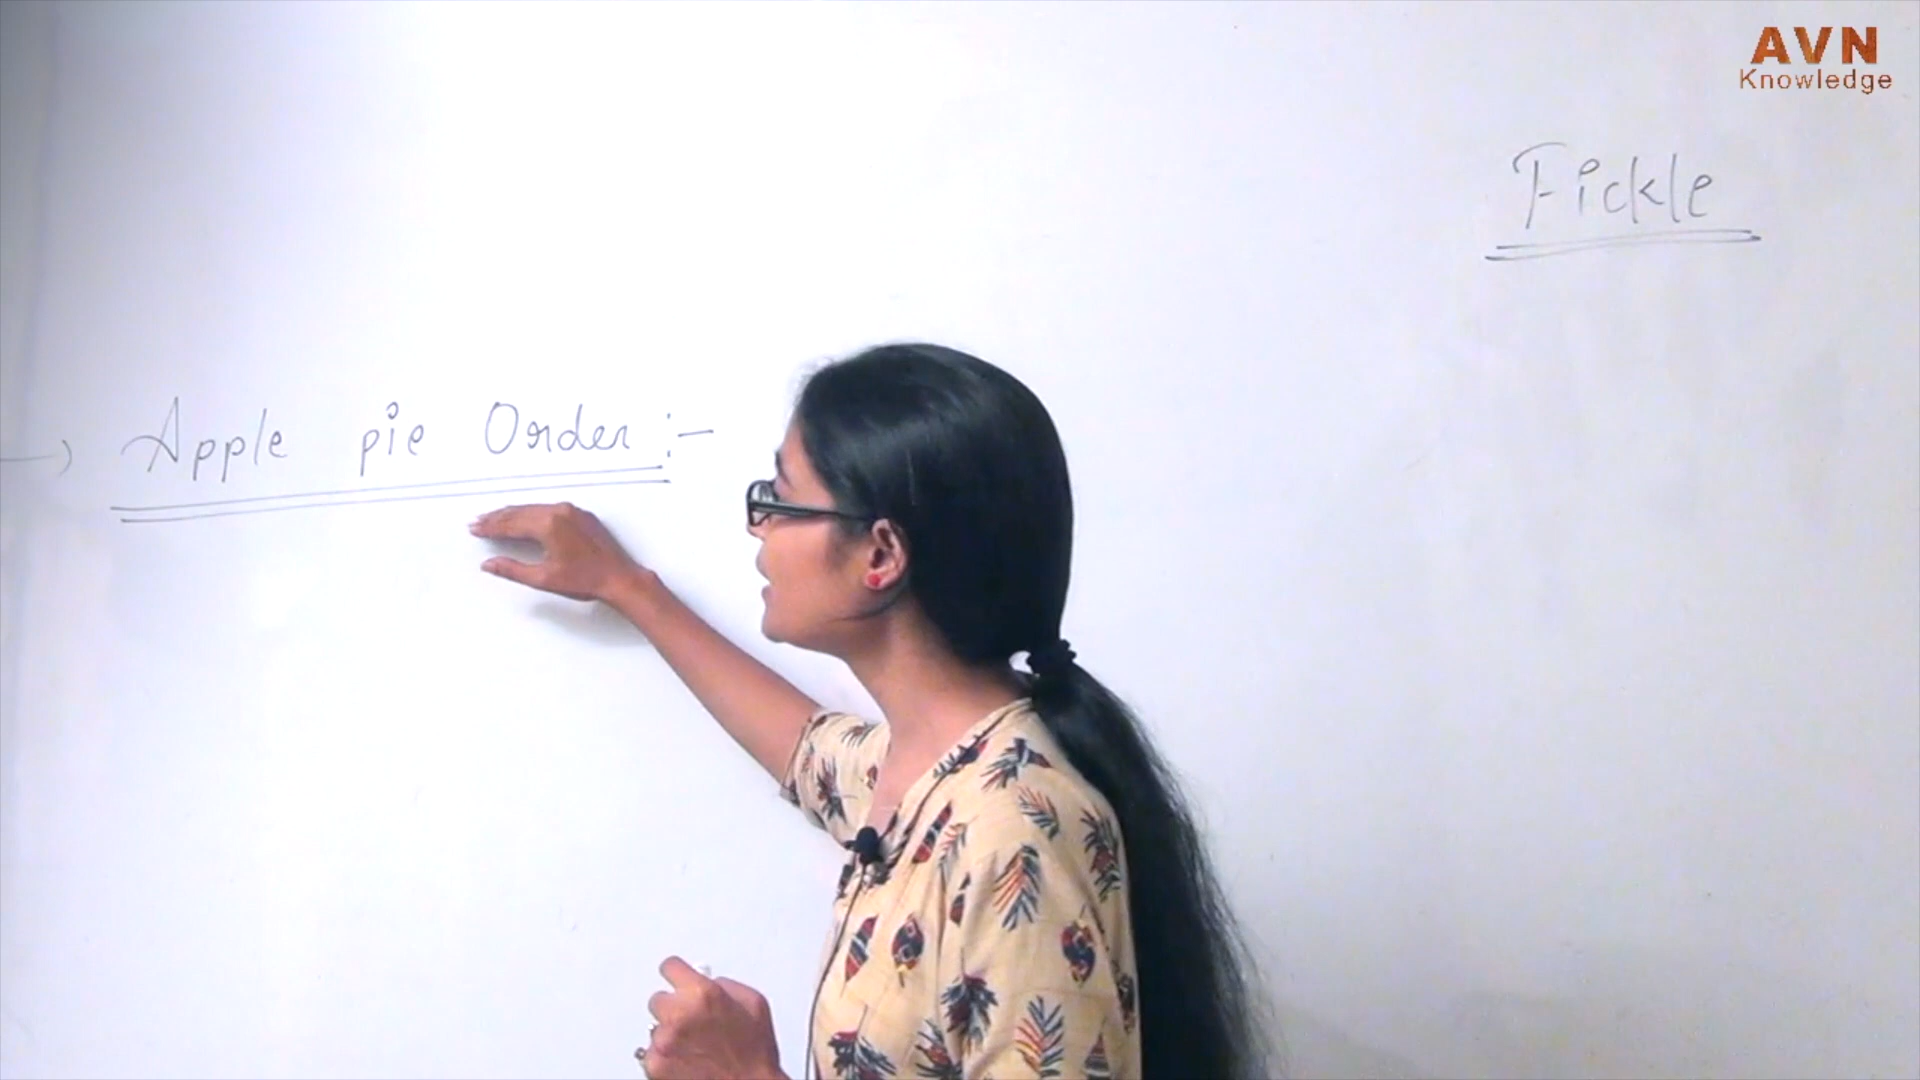 AVN
Knowledge
Fickle
→ Apple pie Order :-